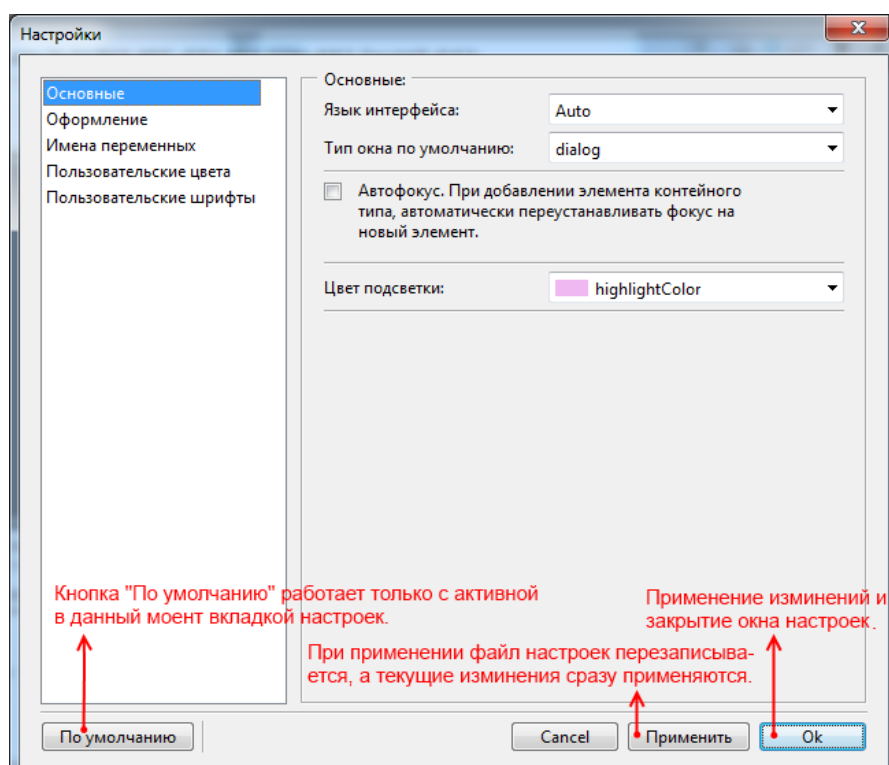 Настройки
Основные
Оформление
Имена переменных
Пользовательские цвета
Пользовательские шрифты
Основные:
Язык интерфейса: Auto
Тип окна по умолчанию: dialog
Автофокус. При добавлении элемента контейного
типа, автоматически переустанавливать фокус на
новый элемент.
Цвет подсветки: highlightColor
Кнопка "По умолчанию" работает только с активной
в данный моент вкладкой настроек.
Применение изминений и
закрытие окна настроек.
При применении файл настроек перезаписыва-
ется, а текущие изминения сразу применяются.
По умолчанию Cancel Применить Ok